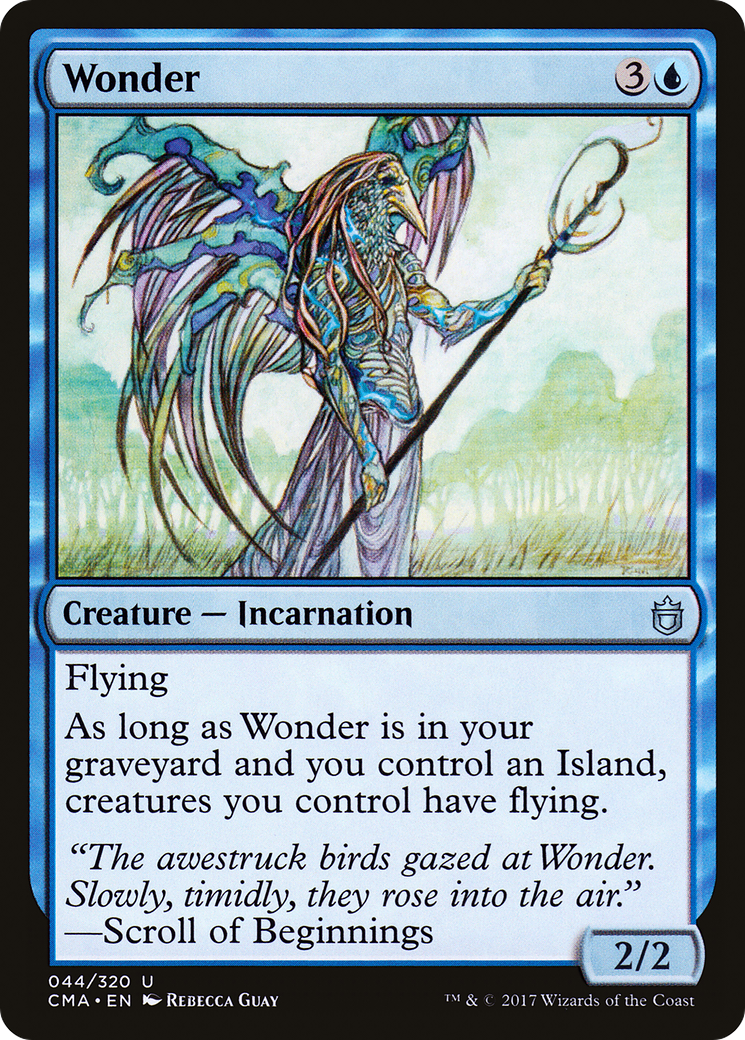 Wonder 3
Creature — Incarnation
Flying
As long as Wonder is in your
graveyard and you control an Island,
creatures you control have flying.
“The awestruck birds gazed at Wonder.
Slowly, timidly, they rose into the air.”
—Scroll of Beginnings
2/2
044/320 U
CMA • EN Rebecca Guay
™ & © 2017 Wizards of the Coast